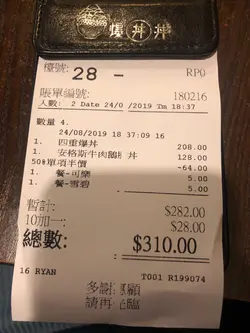 爆丼丼
檯號: 28 - RP0
賬單編號: 180216
人數: 2 Date 24/0 /2019 Tm 18:37
數量 4.
24/08/2019 18 37:09 16
1. 四重爆丼 208.00
1. 安格斯牛肉 丼 128.00
50%單項半價 -64.00
1. 餐-可樂 5.00
1. 餐-雪碧 5.00
暫計: $282.00
10加一: $28.00
總數: $310.00
16 RYAN T001 R199074
多謝 顧
請再 臨